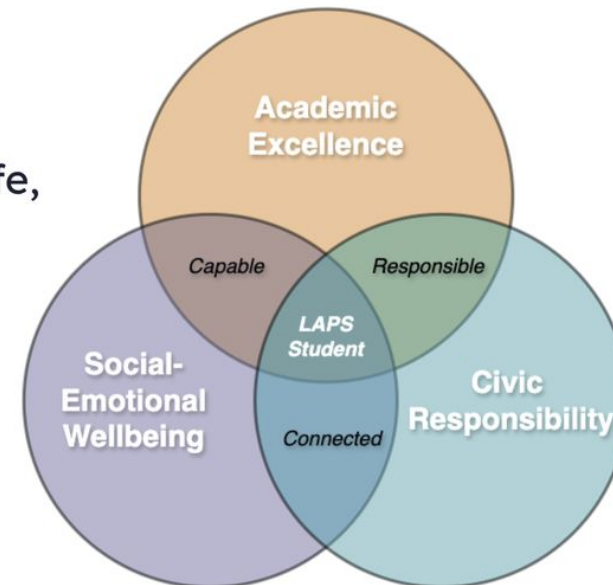 Academic
Excellence
fe,
Capable
Responsible
LAPS
Student
Social-
Emotional
Wellbeing
Civic
Responsibility
Connected